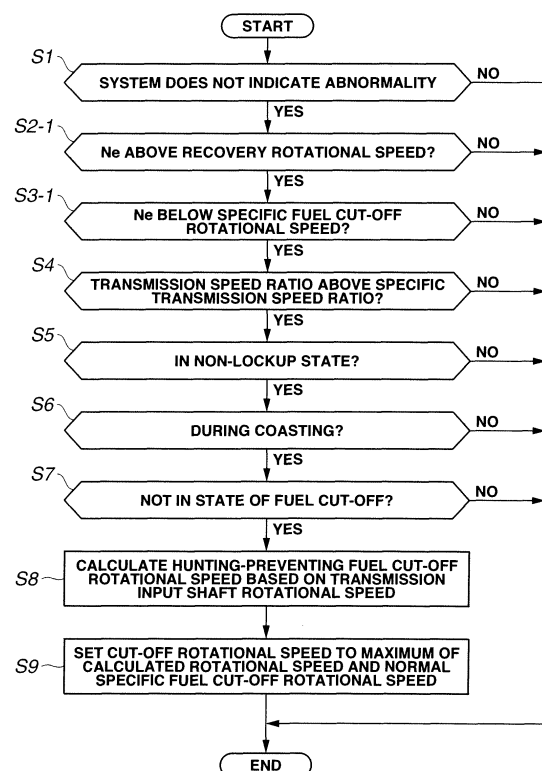 START
S1
SYSTEM DOES NOT INDICATE ABNORMALITY
NO
YES
S2-1
Ne ABOVE RECOVERY ROTATIONAL SPEED?
NO
YES
S3-1
Ne BELOW SPECIFIC FUEL CUT-OFF
ROTATIONAL SPEED?
NO
YES
S4
TRANSMISSION SPEED RATIO ABOVE SPECIFIC
TRANSMISSION SPEED RATIO?
NO
YES
S5
IN NON-LOCKUP STATE?
NO
YES
S6
DURING COASTING?
NO
YES
S7
NOT IN STATE OF FUEL CUT-OFF?
NO
YES
S8
CALCULATE HUNTING-PREVENTING FUEL CUT-OFF
ROTATIONAL SPEED BASED ON TRANSMISSION
INPUT SHAFT ROTATIONAL SPEED
S9
SET CUT-OFF ROTATIONAL SPEED TO MAXIMUM OF
CALCULATED ROTATIONAL SPEED AND NORMAL
SPECIFIC FUEL CUT-OFF ROTATIONAL SPEED
END